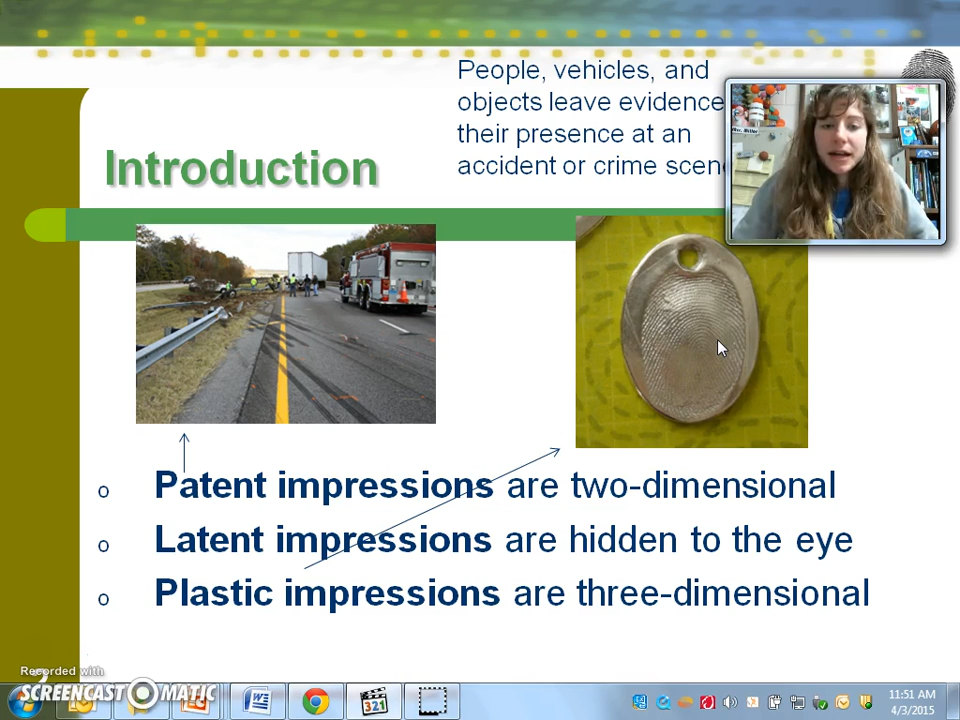 People, vehicles, and
objects leave evidence
their presence at an
accident or crime scen
Introduction
o Patent impressions are two-dimensional
o Latent impressions are hidden to the eye
o Plastic impressions are three-dimensional
Recorded with
SCREENCAST O MATIC
321
11:51 AM
4/3/2015